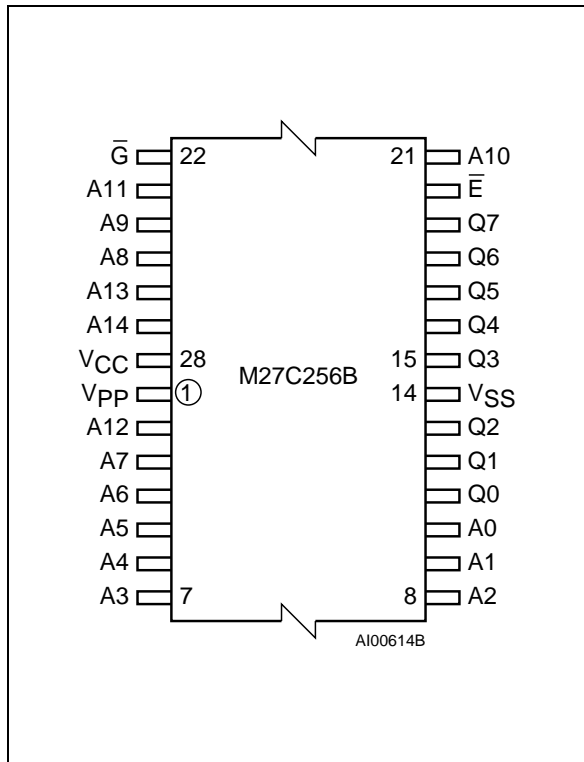 G̅ 22 21 A10
A11 E̅
A9 Q7
A8 Q6
A13 Q5
A14 Q4
VCC 28 15 Q3
M27C256B
VPP 1 14 VSS
A12 Q2
A7 Q1
A6 Q0
A5 A0
A4 A1
A3 7 8 A2
AI00614B